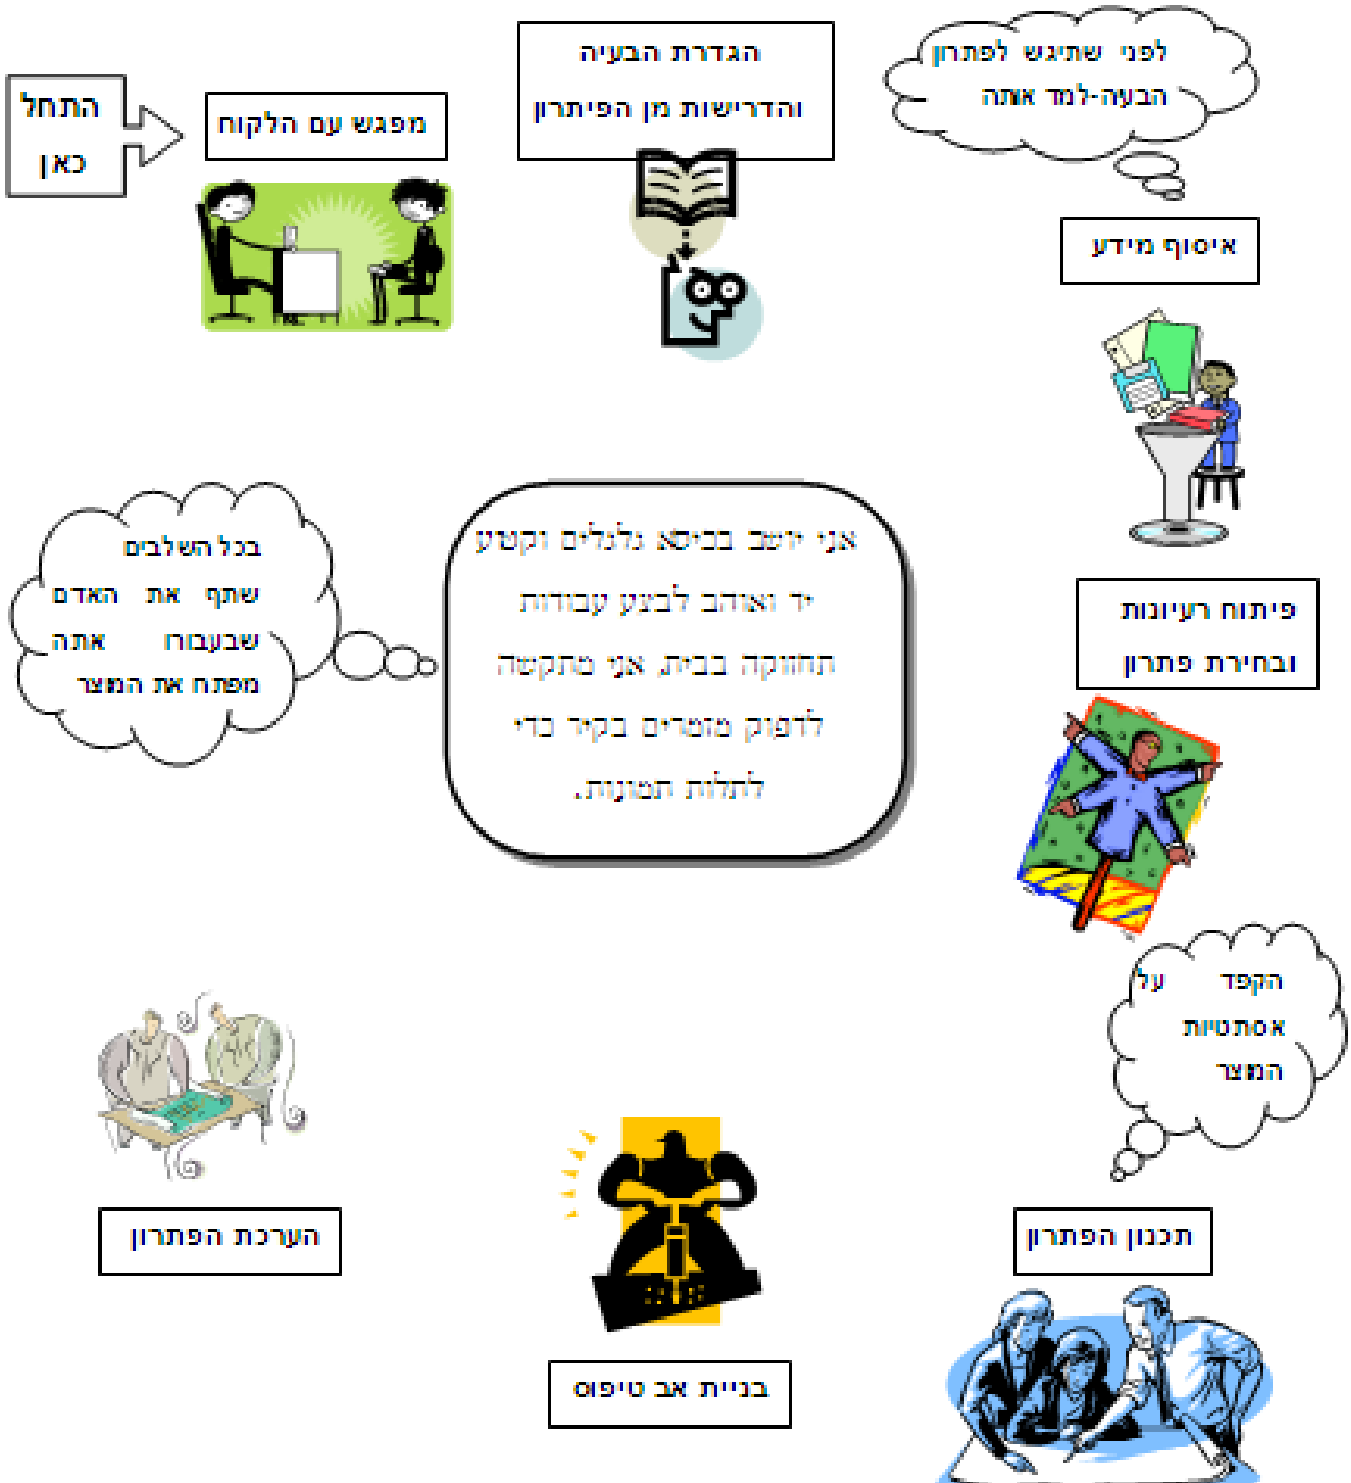 התחל
כאן
מפגש עם הלקוח
הגדרת הבעיה
והדרישות מן הפיתרון
לפני שתיגש לפתרון
הבעיה-למד אותה
איסוף מידע
פיתוח רעיונות
ובחירת פתרון
הקפד על
אסתטיות
המוצר
תכנון הפתרון
בניית אב טיפוס
הערכת הפתרון
בכל השלבים
שתף את האדם
שבעבורו אתה
מפתח את המוצר
אני יושב בכיסא גלגלים וקטוע
יד ואוהב לבצע עבודות
תחזוקה בבית. אני מתקשה
לדפוק מסמרים בקיר כדי
לתלות תמונות.